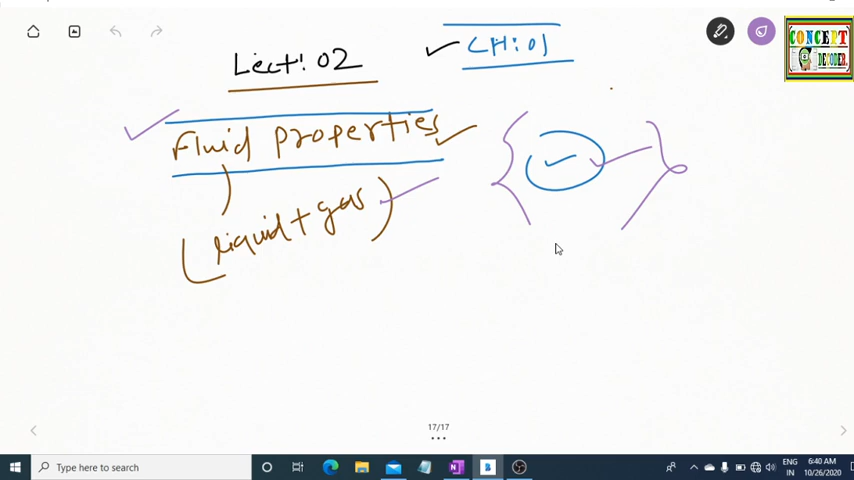 CH:01
Lect: 02
CONCEPT
DECODER.
Fluid properties
(liquid + gas)
17/17
Type here to search
ENG
IN
6:40 AM
10/26/2020